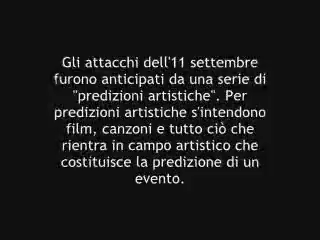 Gli attacchi dell'11 settembre
furono anticipati da una serie di
"predizioni artistiche". Per
predizioni artistiche s'intendono
film, canzoni e tutto ciò che
rientra in campo artistico che
costituisce la predizione di un
evento.